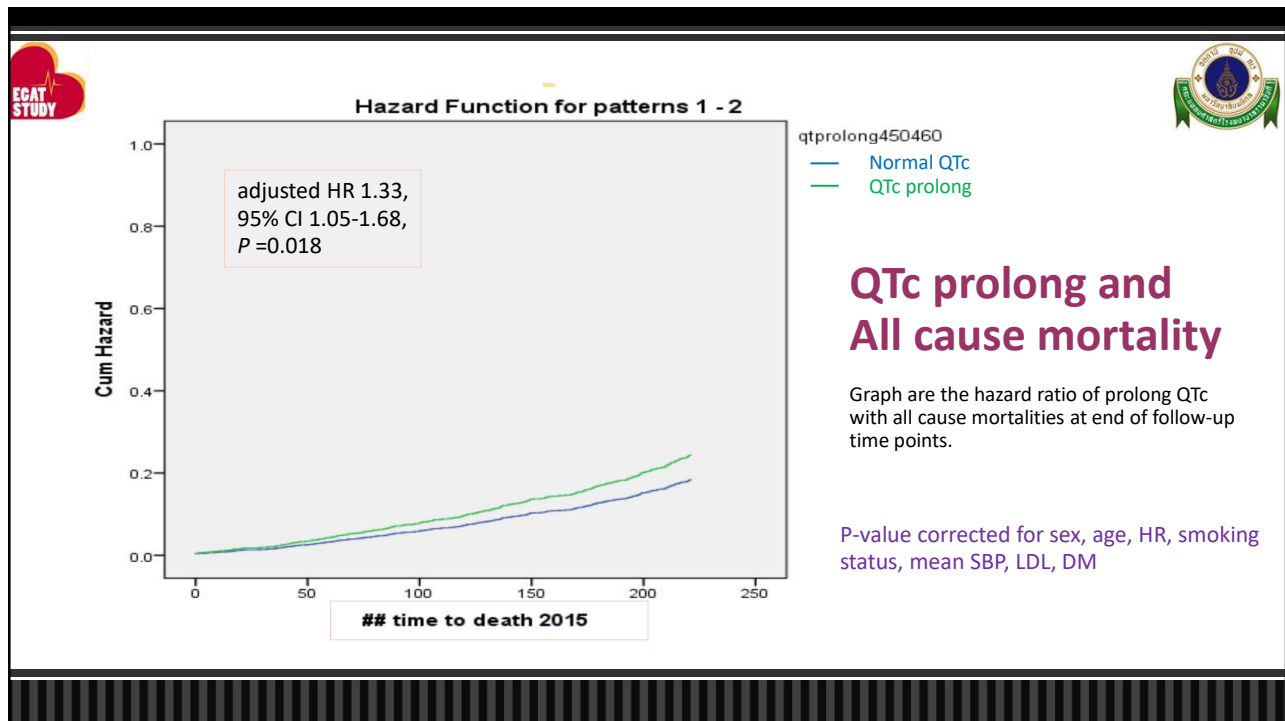 EGAT
STUDY
Hazard Function for patterns 1 - 2
qtprolong450460
Normal QTc
QTc prolong
adjusted HR 1.33,
95% CI 1.05-1.68,
P =0.018
1.0
0.8
0.6
0.4
0.2
0.0
Cum Hazard
0 50 100 150 200 250
## time to death 2015
QTc prolong and
All cause mortality
Graph are the hazard ratio of prolong QTc
with all cause mortalities at end of follow-up
time points.
P-value corrected for sex, age, HR, smoking
status, mean SBP, LDL, DM